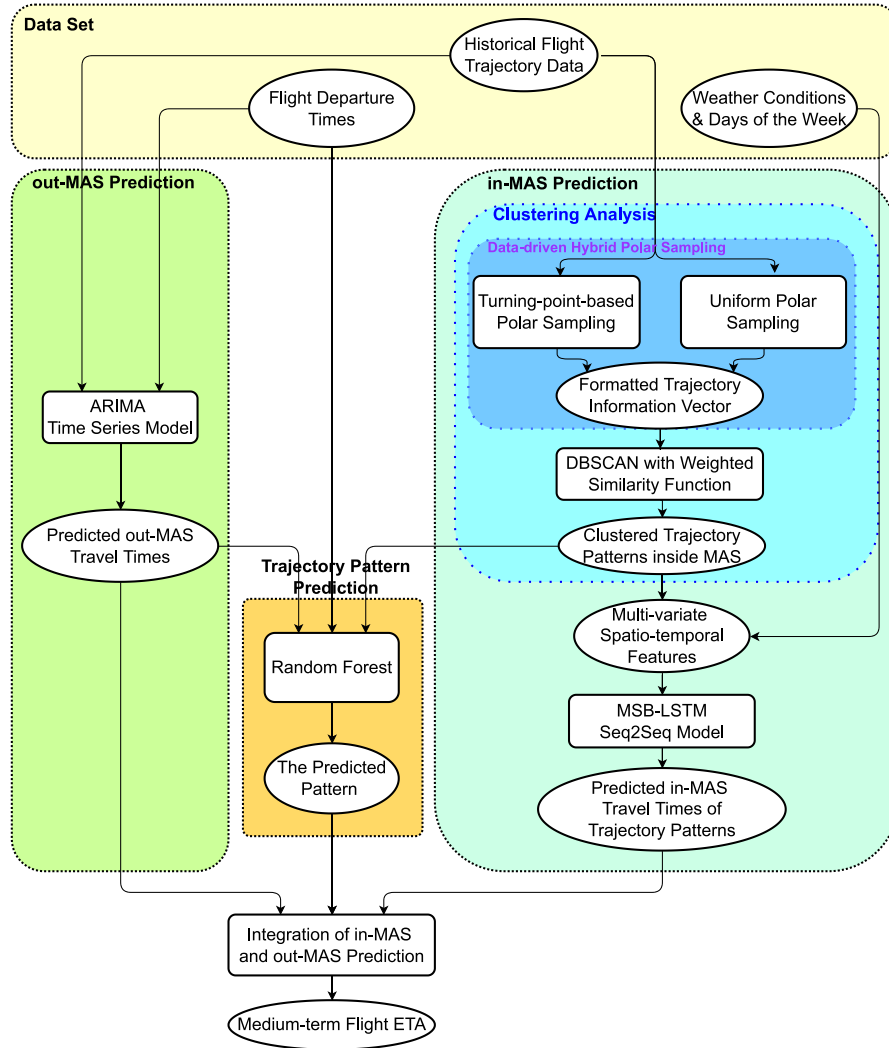 Data Set
Historical Flight
Trajectory Data
Flight Departure
Times
Weather Conditions
& Days of the Week
out-MAS Prediction
in-MAS Prediction
Clustering Analysis
Data-driven Hybrid Polar Sampling
Turning-point-based
Polar Sampling
Uniform Polar
Sampling
Formatted Trajectory
Information Vector
ARIMA
Time Series Model
DBSCAN with Weighted
Similarity Function
Predicted out-MAS
Travel Times
Clustered Trajectory
Patterns inside MAS
Trajectory Pattern
Prediction
Multi-variate
Spatio-temporal
Features
Random Forest
MSB-LSTM
Seq2Seq Model
The Predicted
Pattern
Predicted in-MAS
Travel Times of
Trajectory Patterns
Integration of in-MAS
and out-MAS Prediction
Medium-term Flight ETA